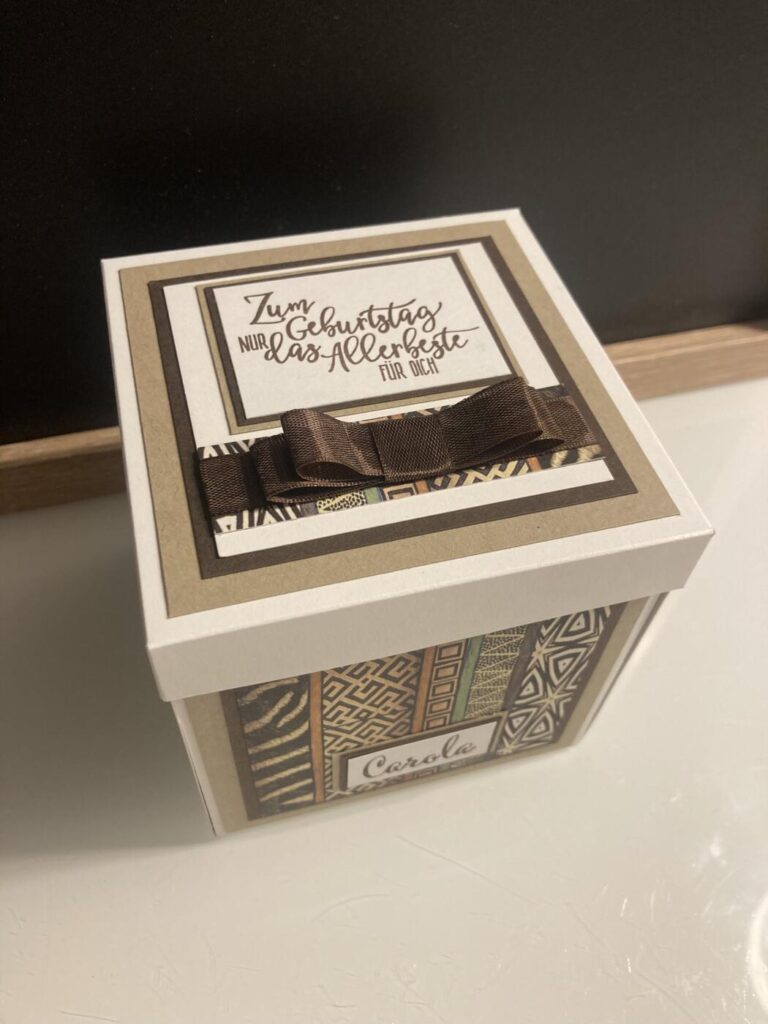 Zum
Geburtstag
NUR das Allerbeste
FÜR DICH
Carola